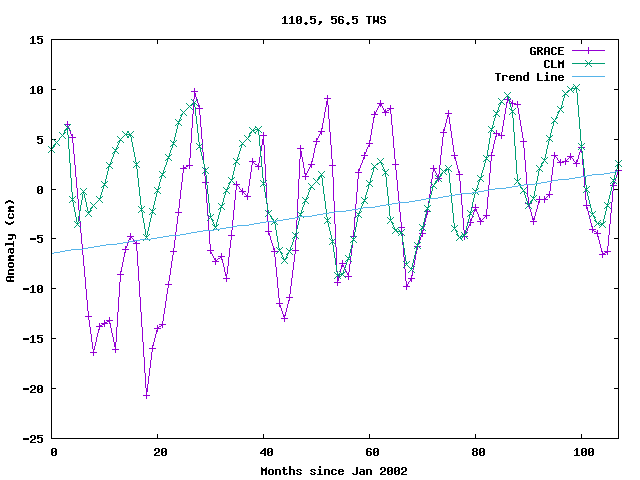 110.5, 56.5 TWS
GRACE
CLM
Trend Line
15
10
5
0
-5
-10
-15
-20
-25
Anomaly (cm)
0 20 40 60 80 100
Months since Jan 2002